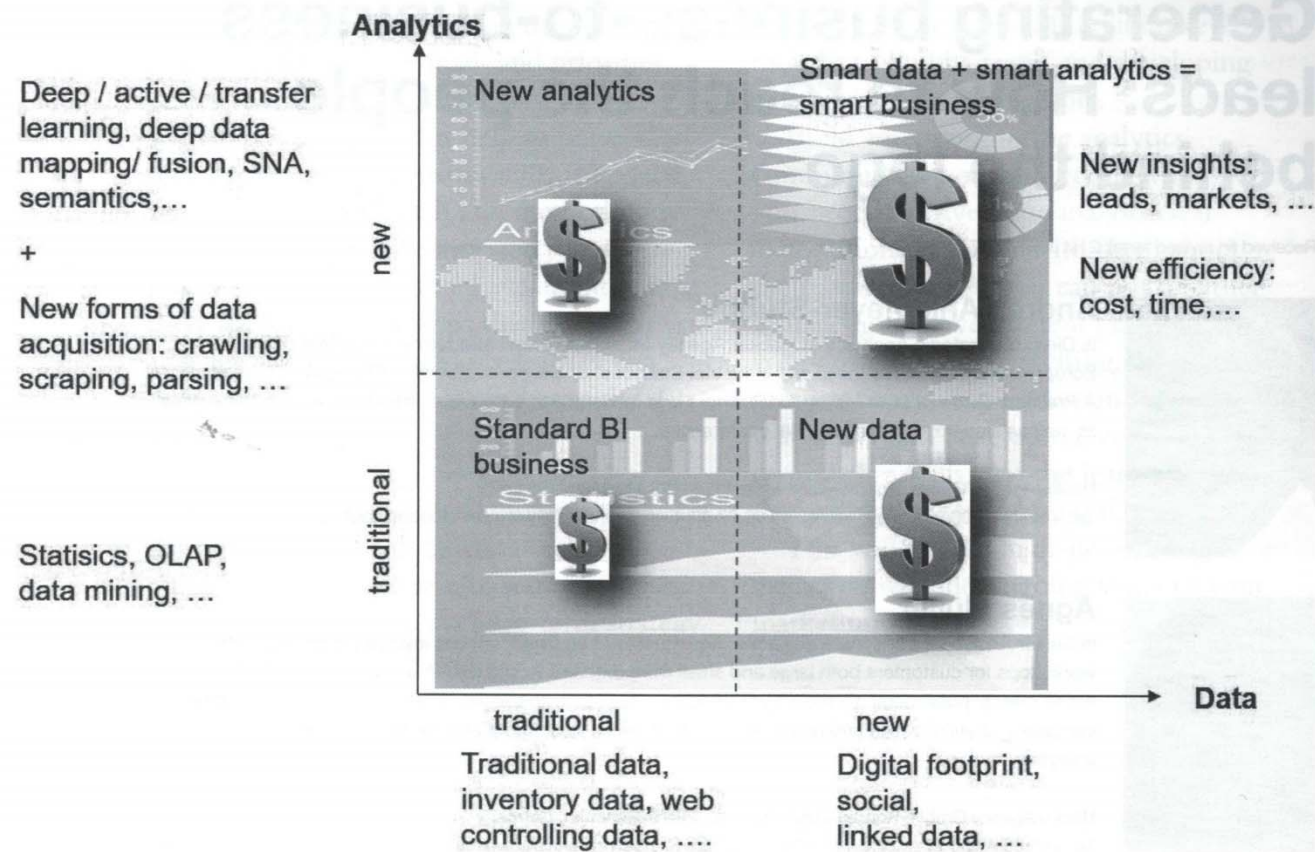 Analytics
Deep / active / transfer
learning, deep data
mapping/ fusion, SNA,
semantics,…
+
New forms of data
acquisition: crawling,
scraping, parsing, …
Statisics, OLAP,
data mining, …
new
traditional
New analytics
Smart data + smart analytics =
smart business
New insights:
leads, markets, …
New efficiency:
cost, time,…
Standard BI
business
New data
Statistics
Data
traditional
new
Traditional data,
inventory data, web
controlling data, ….
Digital footprint,
social,
linked data, …